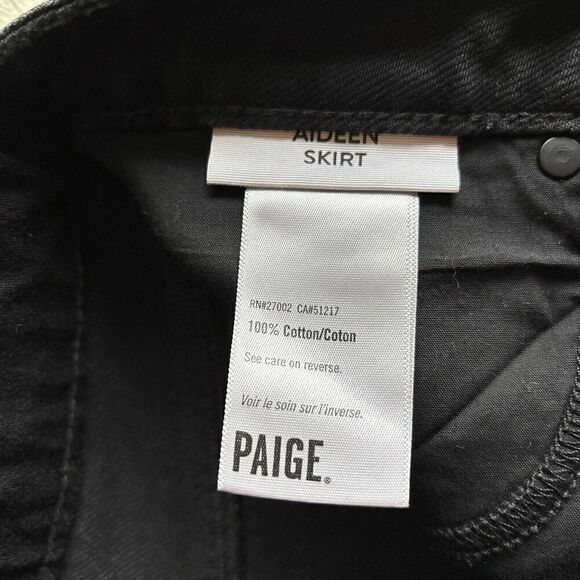 AIDEEN
SKIRT
RN#27002 CA#51217
100% Cotton/Coton
See care on reverse.
Voir le soin sur l'inverse.
PAIGE®